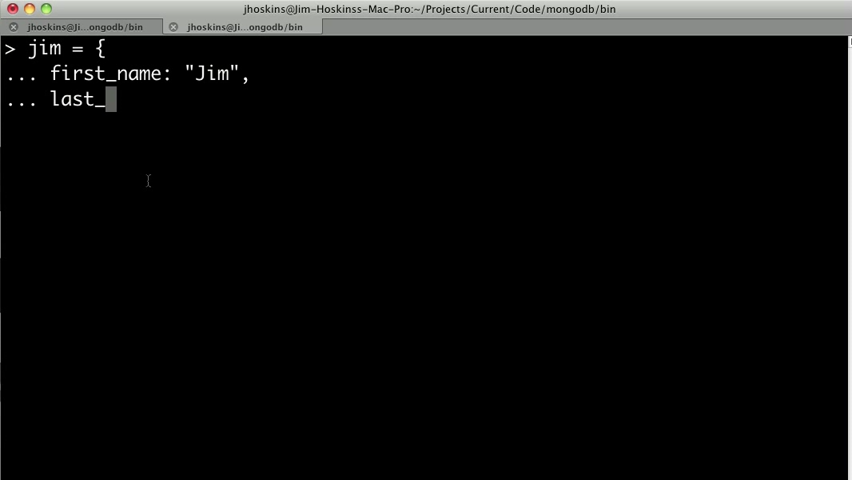 jhoskins@Jim-Hoskinss-Mac-Pro:~/Projects/Current/Code/mongodb/bin
jhoskins@Ji...ongodb/bin jhoskins@Ji...ongodb/bin
> jim = {
... first_name: "Jim",
... last_